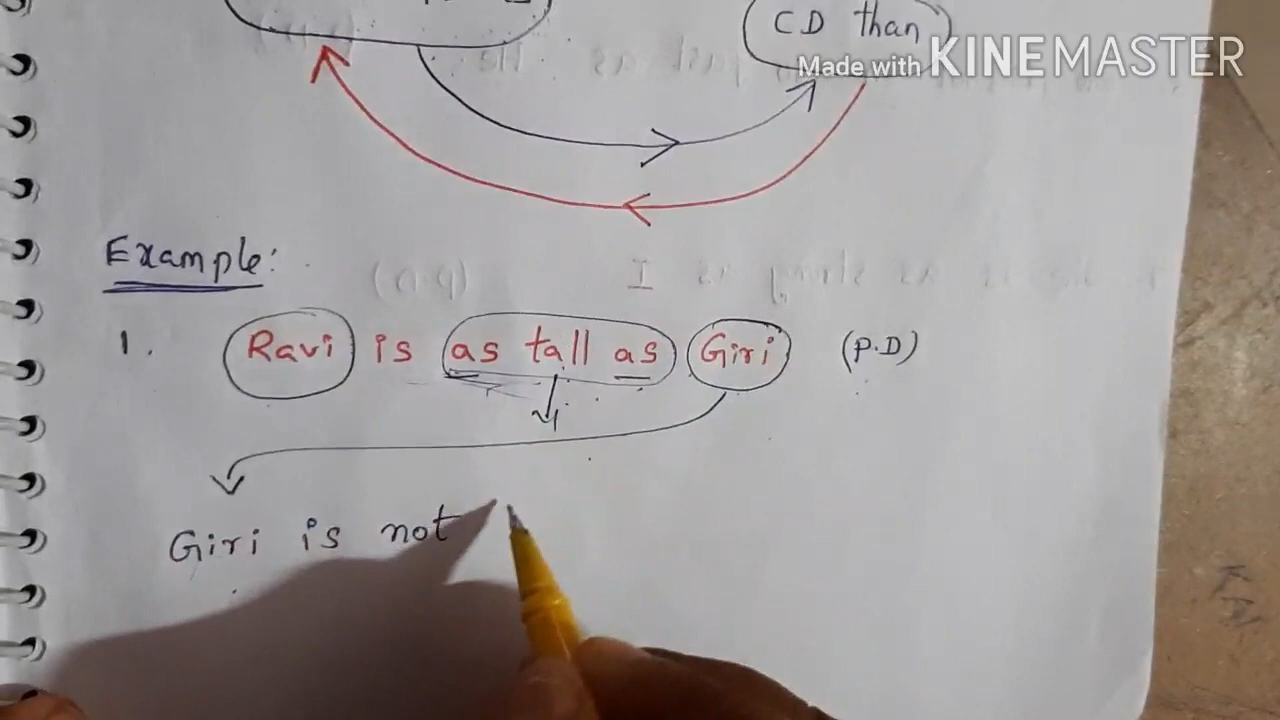 CD than
Made with KINEMASTER
Example:
1. Ravi is as tall as Giri (P.D)
Giri is not